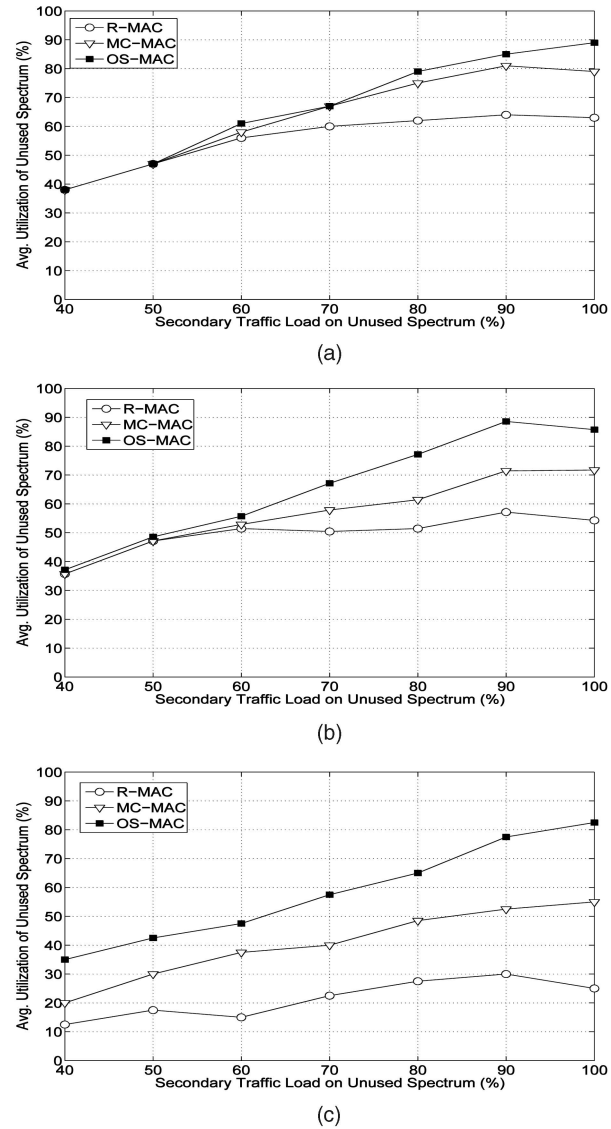 100
90
80
70
60
50
40
30
20
10
0
Avg. Utilization of Unused Spectrum (%)
R-MAC
MC-MAC
OS-MAC
40 50 60 70 80 90 100
Secondary Traffic Load on Unused Spectrum (%)
(a)
100
90
80
70
60
50
40
30
20
10
0
Avg. Utilization of Unused Spectrum (%)
R-MAC
MC-MAC
OS-MAC
40 50 60 70 80 90 100
Secondary Traffic Load on Unused Spectrum (%)
(b)
100
90
80
70
60
50
40
30
20
10
0
Avg. Utilization of Unused Spectrum (%)
R-MAC
MC-MAC
OS-MAC
40 50 60 70 80 90 100
Secondary Traffic Load on Unused Spectrum (%)
(c)